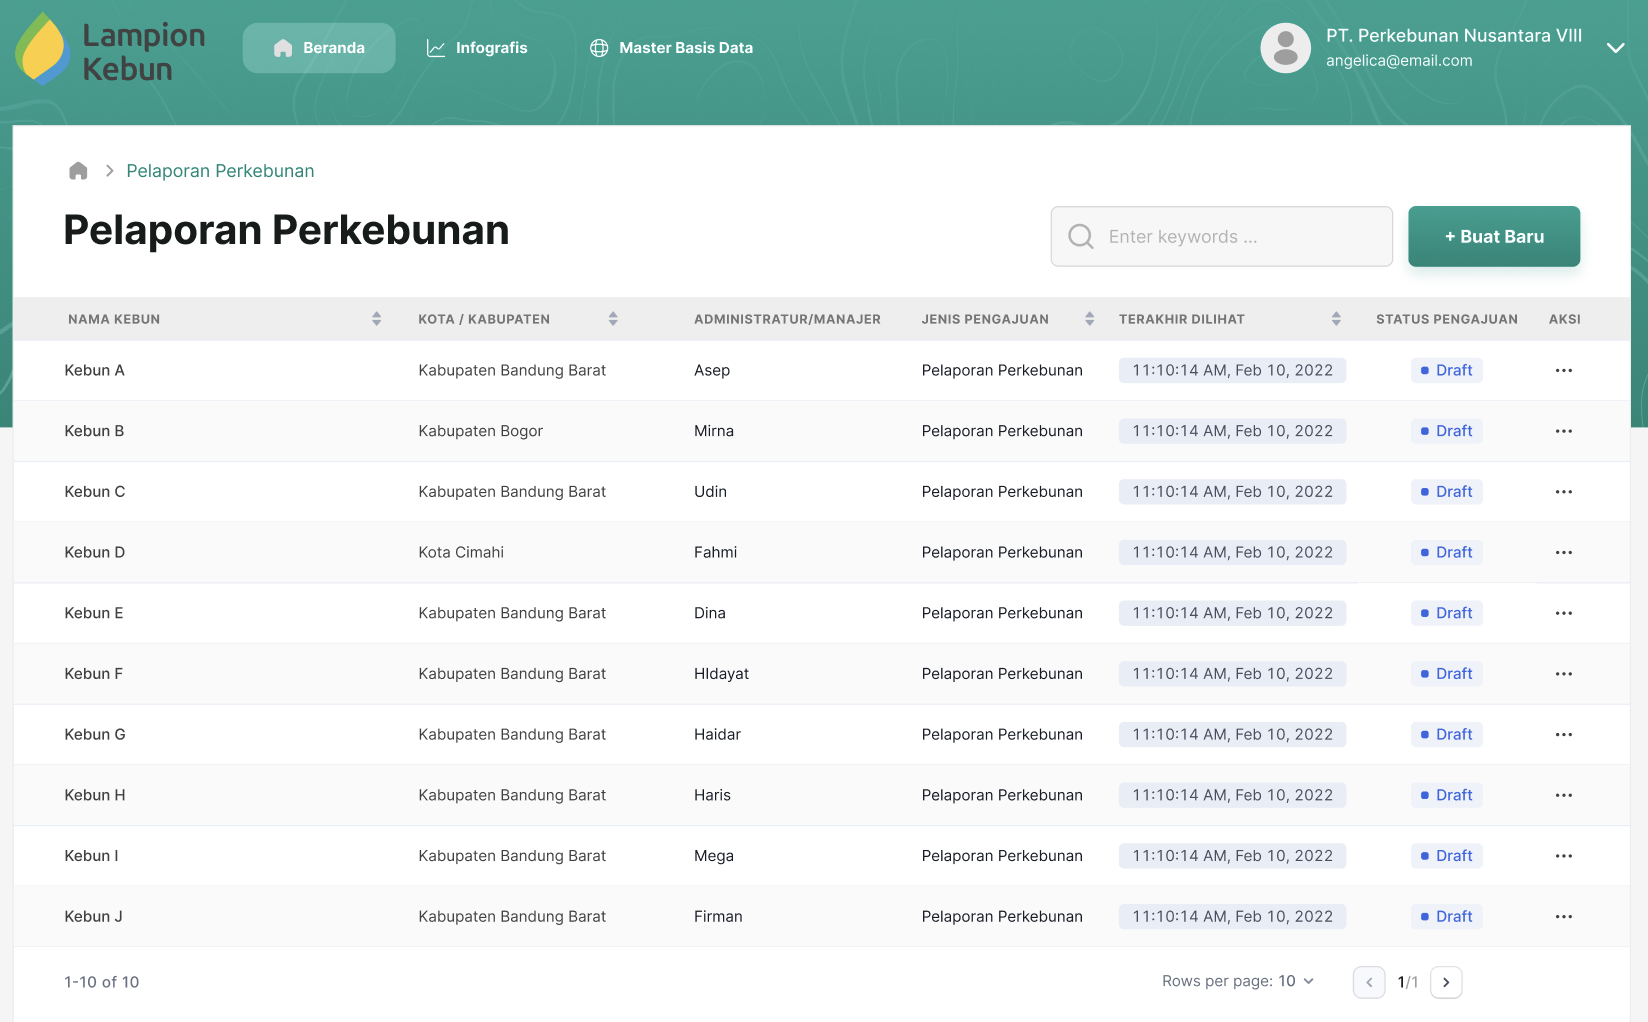 Lampion
Kebun
Beranda
Infografis
Master Basis Data
PT. Perkebunan Nusantara VIII
angelica@email.com
Pelaporan Perkebunan
Pelaporan Perkebunan
Enter keywords ...
+ Buat Baru
NAMA KEBUN KOTA / KABUPATEN ADMINISTRATUR/MANAJER JENIS PENGAJUAN TERAKHIR DILIHAT STATUS PENGAJUAN AKSI
Kebun A Kabupaten Bandung Barat Asep Pelaporan Perkebunan 11:10:14 AM, Feb 10, 2022 Draft ...
Kebun B Kabupaten Bogor Mirna Pelaporan Perkebunan 11:10:14 AM, Feb 10, 2022 Draft ...
Kebun C Kabupaten Bandung Barat Udin Pelaporan Perkebunan 11:10:14 AM, Feb 10, 2022 Draft ...
Kebun D Kota Cimahi Fahmi Pelaporan Perkebunan 11:10:14 AM, Feb 10, 2022 Draft ...
Kebun E Kabupaten Bandung Barat Dina Pelaporan Perkebunan 11:10:14 AM, Feb 10, 2022 Draft ...
Kebun F Kabupaten Bandung Barat HIdayat Pelaporan Perkebunan 11:10:14 AM, Feb 10, 2022 Draft ...
Kebun G Kabupaten Bandung Barat Haidar Pelaporan Perkebunan 11:10:14 AM, Feb 10, 2022 Draft ...
Kebun H Kabupaten Bandung Barat Haris Pelaporan Perkebunan 11:10:14 AM, Feb 10, 2022 Draft ...
Kebun I Kabupaten Bandung Barat Mega Pelaporan Perkebunan 11:10:14 AM, Feb 10, 2022 Draft ...
Kebun J Kabupaten Bandung Barat Firman Pelaporan Perkebunan 11:10:14 AM, Feb 10, 2022 Draft ...
1-10 of 10 Rows per page: 10 1/1